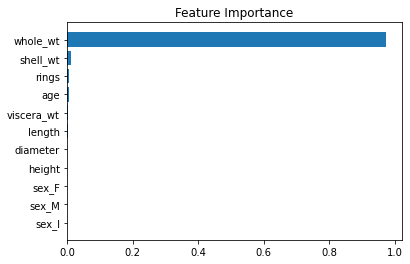 Feature Importance
whole_wt
shell_wt
rings
age
viscera_wt
length
diameter
height
sex_F
sex_M
sex_I
0.0 0.2 0.4 0.6 0.8 1.0